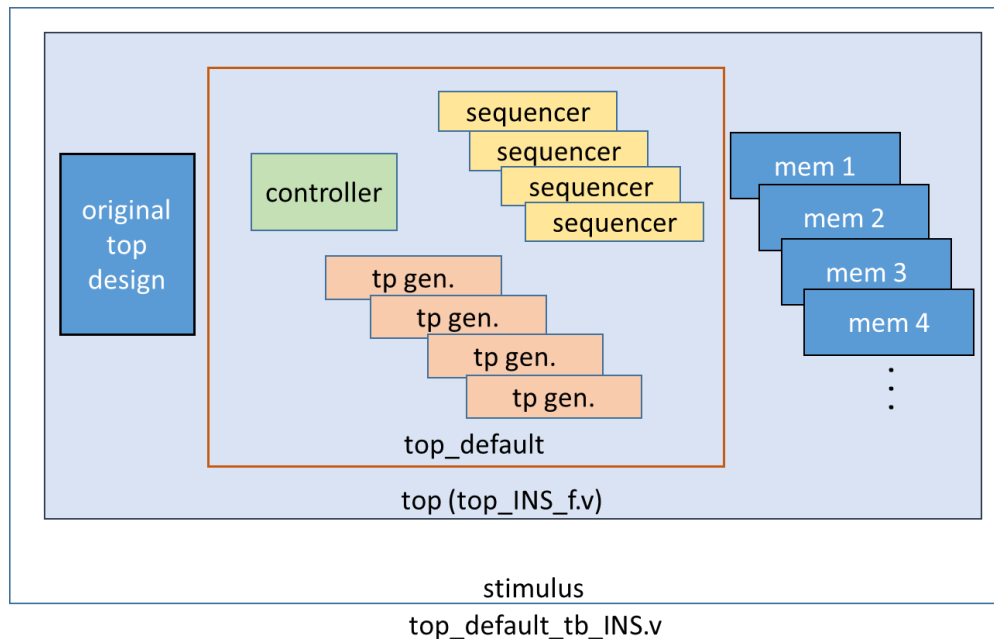 original
top
design
controller
sequencer
sequencer
sequencer
sequencer
tp gen.
tp gen.
tp gen.
tp gen.
top_default
mem 1
mem 2
mem 3
mem 4
top (top_INS_f.v)
stimulus
top_default_tb_INS.v